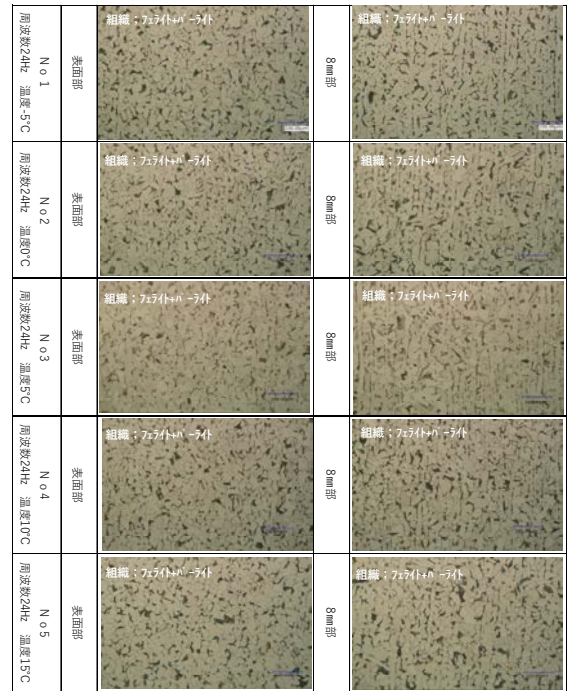 No1
周波数24Hz 温度-5°C
表面部
組織：ﾌｪﾗｲﾄ+ﾊﾟｰﾗｲﾄ
8㎜部
組織：ﾌｪﾗｲﾄ+ﾊﾟｰﾗｲﾄ
No2
周波数24Hz 温度0°C
表面部
組織：ﾌｪﾗｲﾄ+ﾊﾟｰﾗｲﾄ
8㎜部
組織：ﾌｪﾗｲﾄ+ﾊﾟｰﾗｲﾄ
No3
周波数24Hz 温度5°C
表面部
組織：ﾌｪﾗｲﾄ+ﾊﾟｰﾗｲﾄ
8㎜部
組織：ﾌｪﾗｲﾄ+ﾊﾟｰﾗｲﾄ
No4
周波数24Hz 温度10°C
表面部
組織：ﾌｪﾗｲﾄ+ﾊﾟｰﾗｲﾄ
8㎜部
組織：ﾌｪﾗｲﾄ+ﾊﾟｰﾗｲﾄ
No5
周波数24Hz 温度15°C
表面部
組織：ﾌｪﾗｲﾄ+ﾊﾟｰﾗｲﾄ
8㎜部
組織：ﾌｪﾗｲﾄ+ﾊﾟｰﾗｲﾄ